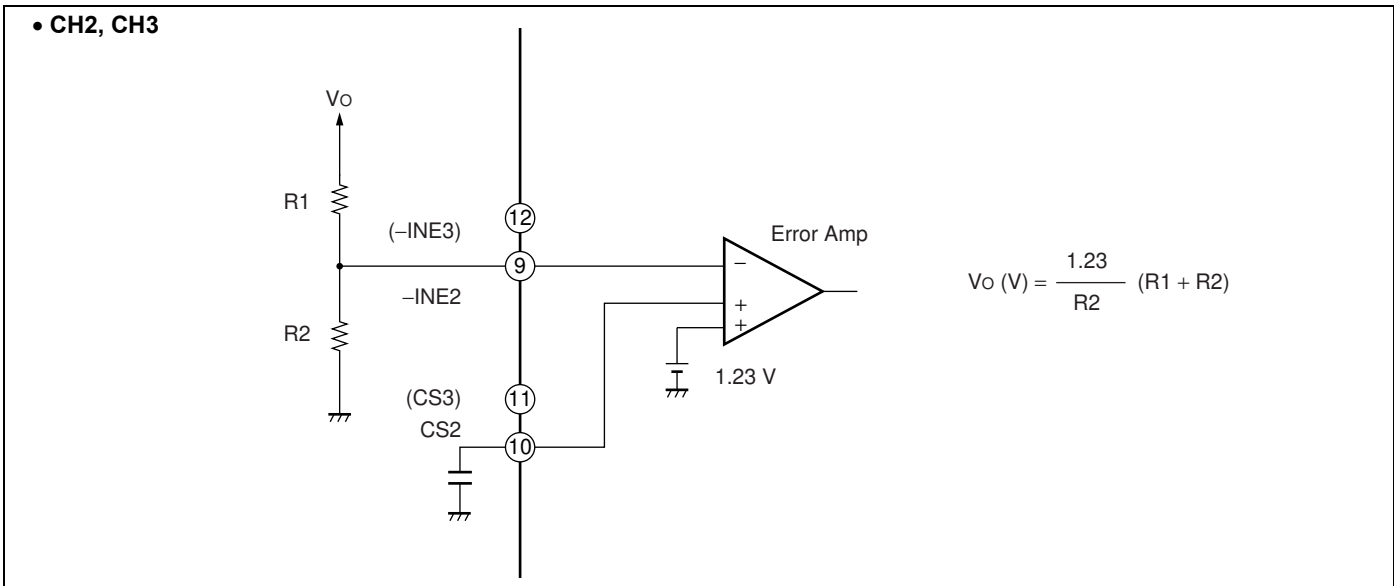 • CH2, CH3
Vo
R1
(−INE3)
12
9
−INE2
R2
(CS3)
11
CS2
10
Error Amp
−
+
+
1.23 V
Vo (V) = 1.23 / R2 (R1 + R2)